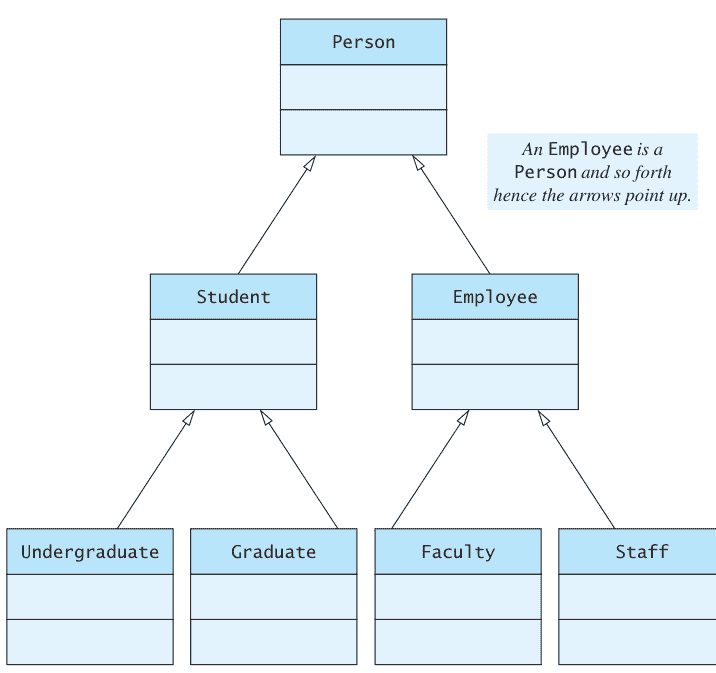 Person
An Employee is a
Person and so forth
hence the arrows point up.
Student
Employee
Undergraduate
Graduate
Faculty
Staff